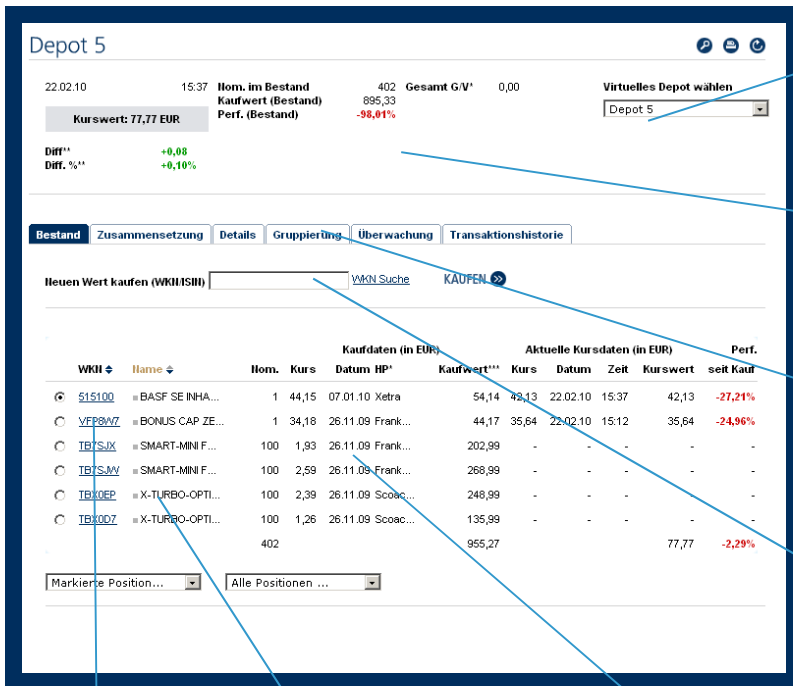 Depot 5
22.02.10 15:37 Nom. im Bestand 402 Gesamt G/V* 0,00 Virtuelles Depot wählen
Kaufwert (Bestand) 895,33
Depot 5
Kurswert: 77,77 EUR Perf. (Bestand) -98,01%
Diff** +0,08
Diff. %** +0,10%
Bestand Zusammensetzung Details Gruppierung Überwachung Transaktionshistorie
Neuen Wert kaufen (WKN/ISIN) WKN Suche KAUFEN
Kaufdaten (in EUR) Aktuelle Kursdaten (in EUR) Perf.
WKN Name Nom. Kurs Datum HP* Kaufwert*** Kurs Datum Zeit Kurswert seit Kauf
515100 BASF SE INHA... 1 44,15 07.01.10 Xetra 54,14 42,13 22.02.10 15:37 42,13 -27,21%
VFP8W7 BONUS CAP ZE... 1 34,18 26.11.09 Frank... 44,17 35,64 22.02.10 15:12 35,64 -24,96%
TB7SJX SMART-MINI F... 100 1,93 26.11.09 Frank... 202,99 - - - - -
TB7SJW SMART-MINI F... 100 2,59 26.11.09 Frank... 268,99 - - - - -
TBX0EP X-TURBO-OPTI... 100 2,39 26.11.09 Scoac... 248,99 - - - - -
TBX0D7 X-TURBO-OPTI... 100 1,26 26.11.09 Scoac... 135,99 - - - - -
402 955,27 77,77 -2,29%
Markierte Position... Alle Positionen ...